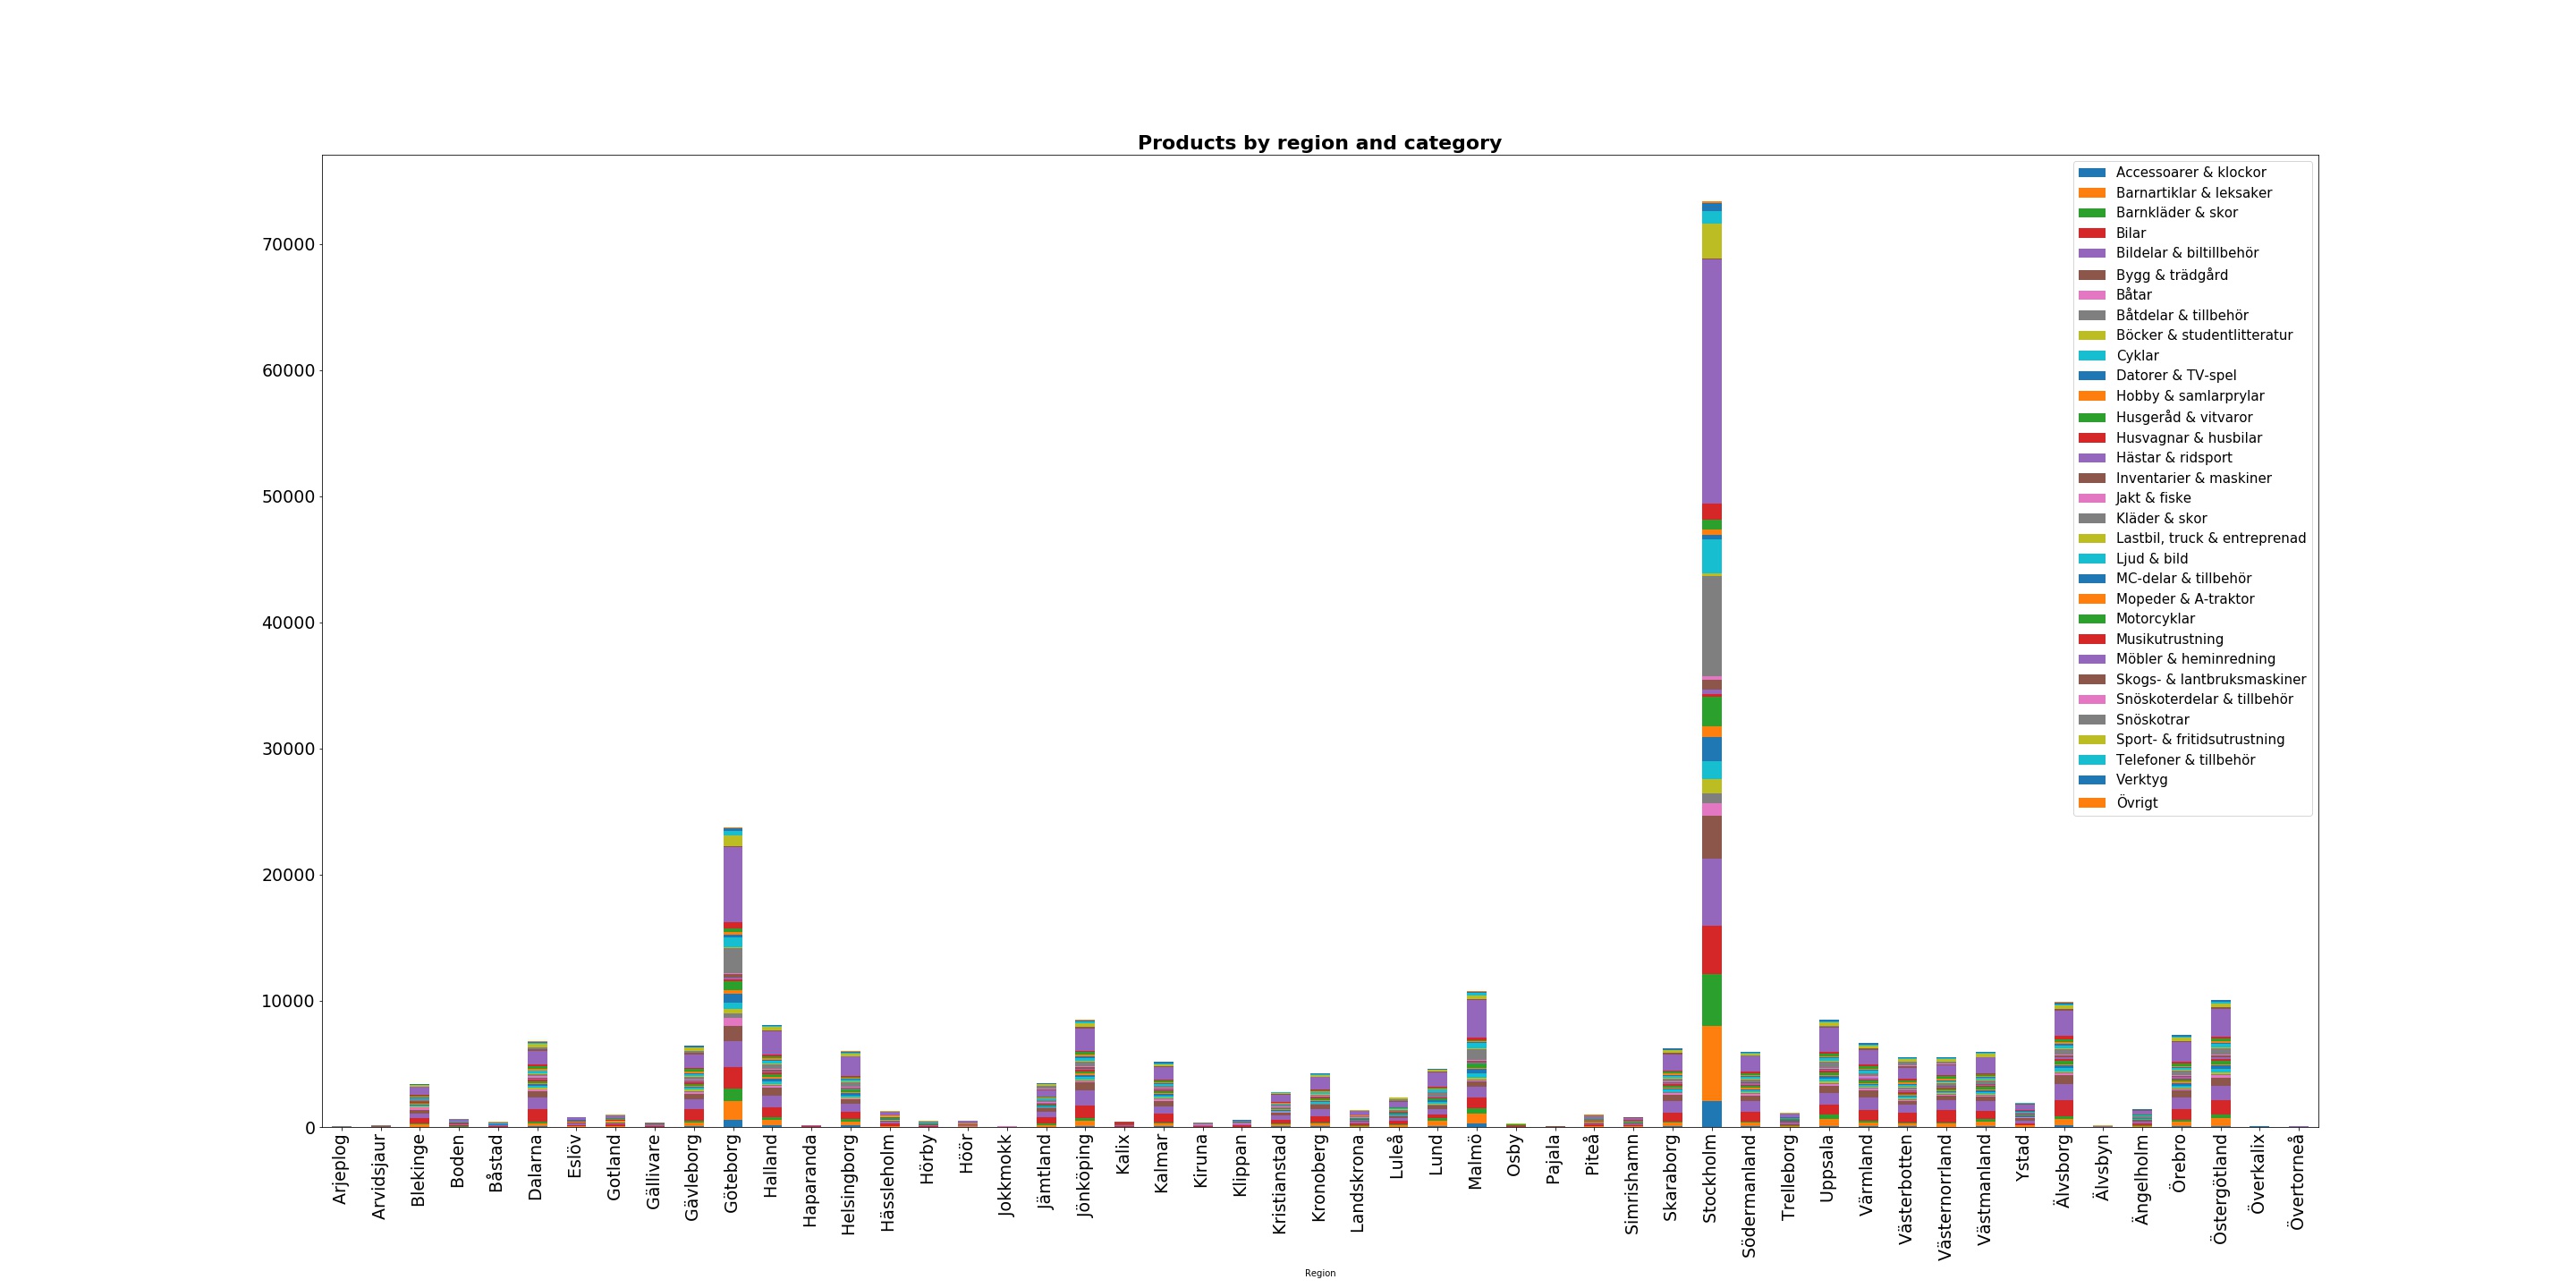 Products by region and category
70000
60000
50000
40000
30000
20000
10000
0
Accessoarer & klockor
Barnartiklar & leksaker
Barnkläder & skor
Bilar
Bildelar & biltillbehör
Bygg & trädgård
Båtar
Båtdelar & tillbehör
Böcker & studentlitteratur
Cyklar
Datorer & TV-spel
Hobby & samlarprylar
Husgeråd & vitvaror
Husvagnar & husbilar
Hästar & ridsport
Inventarier & maskiner
Jakt & fiske
Kläder & skor
Lastbil, truck & entreprenad
Ljud & bild
MC-delar & tillbehör
Mopeder & A-traktor
Motorcyklar
Musikutrustning
Möbler & heminredning
Skogs- & lantbruksmaskiner
Snöskoterdelar & tillbehör
Snöskotrar
Sport- & fritidsutrustning
Telefoner & tillbehör
Verktyg
Övrigt
Arjeplog
Arvidsjaur
Blekinge
Boden
Båstad
Dalarna
Eslöv
Gotland
Gällivare
Gävleborg
Göteborg
Halland
Haparanda
Helsingborg
Hässleholm
Hörby
Höör
Jokkmokk
Jämtland
Jönköping
Kalix
Kalmar
Kiruna
Klippan
Kristianstad
Kronoberg
Landskrona
Luleå
Lund
Malmö
Osby
Pajala
Piteå
Simrishamn
Skaraborg
Stockholm
Södermanland
Trelleborg
Uppsala
Värmland
Västerbotten
Västernorrland
Västmanland
Ystad
Älvsborg
Älvsbyn
Ängelholm
Örebro
Östergötland
Överkalix
Övertorneå
Region